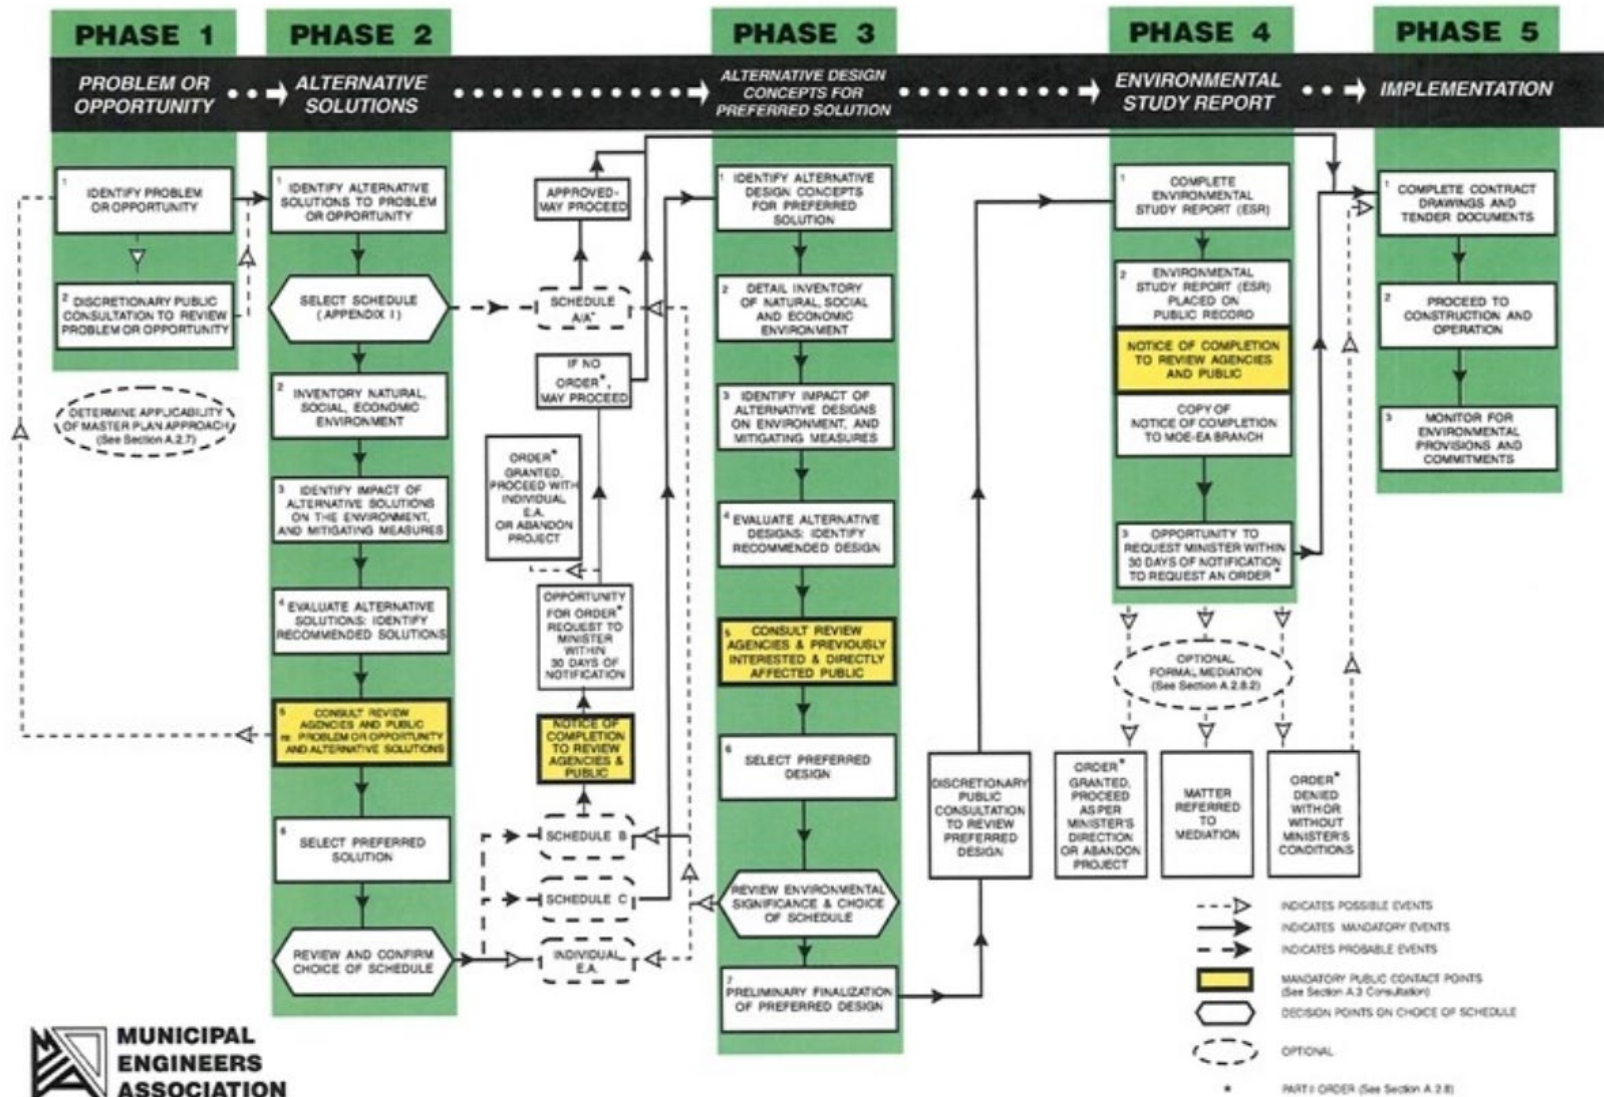 PHASE 1
PHASE 2
PHASE 3
PHASE 4
PHASE 5
PROBLEM OR
OPPORTUNITY
ALTERNATIVE
SOLUTIONS
ALTERNATIVE DESIGN
CONCEPTS FOR
PREFERRED SOLUTION
ENVIRONMENTAL
STUDY REPORT
IMPLEMENTATION
1 IDENTIFY PROBLEM
OR OPPORTUNITY
2 DISCRETIONARY PUBLIC
CONSULTATION TO REVIEW
PROBLEM OR OPPORTUNITY
DETERMINE APPLICABILITY
OF MASTER PLAN APPROACH
(See Section A.2.7)
1 IDENTIFY ALTERNATIVE
SOLUTIONS TO PROBLEM
OR OPPORTUNITY
SELECT SCHEDULE
(APPENDIX I)
2 INVENTORY NATURAL,
SOCIAL, ECONOMIC
ENVIRONMENT
3 IDENTIFY IMPACT OF
ALTERNATIVE SOLUTIONS
ON THE ENVIRONMENT,
AND MITIGATING MEASURES
4 EVALUATE ALTERNATIVE
SOLUTIONS: IDENTIFY
RECOMMENDED SOLUTIONS
5 CONSULT REVIEW
AGENCIES AND PUBLIC
re PROBLEM OR OPPORTUNITY
AND ALTERNATIVE SOLUTIONS
6 SELECT PREFERRED
SOLUTION
REVIEW AND CONFIRM
CHOICE OF SCHEDULE
APPROVED-
MAY PROCEED
SCHEDULE
A/A+
IF NO
ORDER*,
MAY PROCEED
ORDER*
GRANTED,
PROCEED WITH
INDIVIDUAL
E.A.
OR ABANDON
PROJECT
OPPORTUNITY
FOR ORDER*
REQUEST TO
MINISTER
WITHIN
30 DAYS OF
NOTIFICATION
NOTICE OF
COMPLETION
TO REVIEW
AGENCIES &
PUBLIC
SCHEDULE B
SCHEDULE C
INDIVIDUAL
E.A.
1 IDENTIFY ALTERNATIVE
DESIGN CONCEPTS
FOR PREFERRED
SOLUTION
2 DETAIL INVENTORY
OF NATURAL, SOCIAL
AND ECONOMIC
ENVIRONMENT
3 IDENTIFY IMPACT OF
ALTERNATIVE DESIGNS
ON ENVIRONMENT, AND
MITIGATING MEASURES
4 EVALUATE ALTERNATIVE
DESIGNS: IDENTIFY
RECOMMENDED DESIGN
5 CONSULT REVIEW
AGENCIES & PREVIOUSLY
INTERESTED & DIRECTLY
AFFECTED PUBLIC
6 SELECT PREFERRED
DESIGN
REVIEW ENVIRONMENTAL
SIGNIFICANCE & CHOICE
OF SCHEDULE
7 PRELIMINARY FINALIZATION
OF PREFERRED DESIGN
DISCRETIONARY
PUBLIC
CONSULTATION
TO REVIEW
PREFERRED
DESIGN
1 COMPLETE
ENVIRONMENTAL
STUDY REPORT (ESR)
2 ENVIRONMENTAL
STUDY REPORT (ESR)
PLACED ON
PUBLIC RECORD
NOTICE OF COMPLETION
TO REVIEW AGENCIES
AND PUBLIC
COPY OF
NOTICE OF COMPLETION
TO MOE-EA BRANCH
3 OPPORTUNITY TO
REQUEST MINISTER WITHIN
30 DAYS OF NOTIFICATION
TO REQUEST AN ORDER*
OPTIONAL
FORMAL MEDIATION
(See Section A.2.8.2)
ORDER*
GRANTED,
PROCEED
AS PER
MINISTER'S
DIRECTION
OR ABANDON
PROJECT
MATTER
REFERRED
TO
MEDIATION
ORDER*
DENIED
WITH OR
WITHOUT
MINISTER'S
CONDITIONS
1 COMPLETE CONTRACT
DRAWINGS AND
TENDER DOCUMENTS
2 PROCEED TO
CONSTRUCTION AND
OPERATION
3 MONITOR FOR
ENVIRONMENTAL
PROVISIONS AND
COMMITMENTS
INDICATES POSSIBLE EVENTS
INDICATES MANDATORY EVENTS
INDICATES PROBABLE EVENTS
MANDATORY PUBLIC CONTACT POINTS
(See Section A.3 Consultation)
DECISION POINTS ON CHOICE OF SCHEDULE
OPTIONAL
* PART II ORDER (See Section A.2.8)
MEA
MUNICIPAL
ENGINEERS
ASSOCIATION